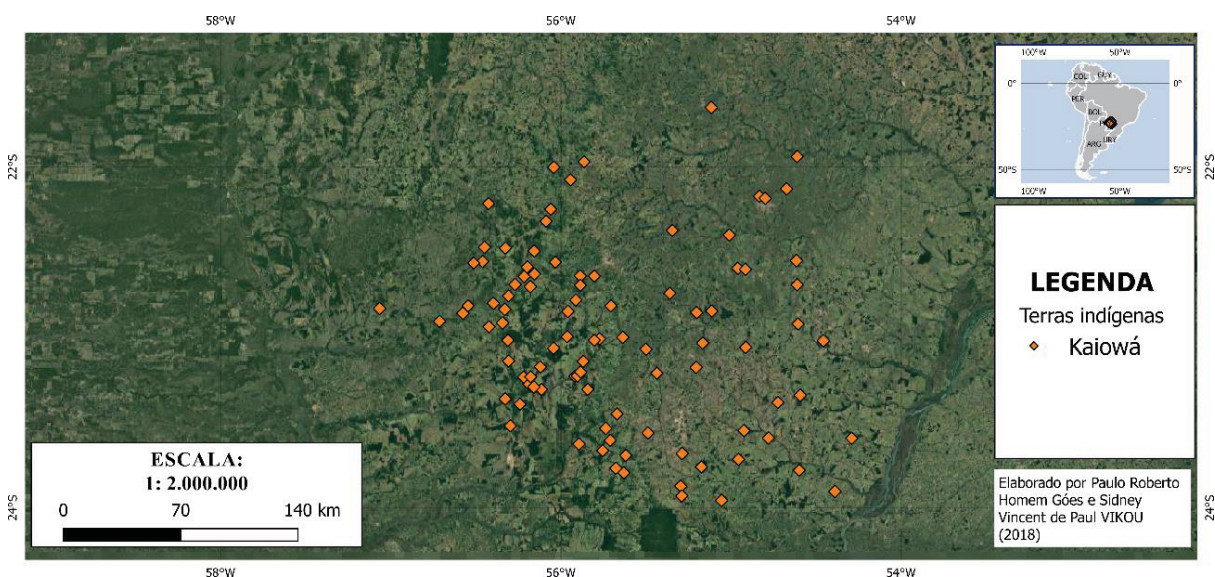 58°W 56°W 54°W
22°S
24°S
100°W 50°W
0°
50°S
COL
GUY
PER
BOL
ARG
URY
0°
50°S
100°W 50°W
22°S
24°S
LEGENDA
Terras indígenas
Kaiowá
ESCALA:
1: 2.000.000
0 70 140 km
Elaborado por Paulo Roberto
Homem Góes e Sidney
Vincent de Paul VIKOU
(2018)
58°W 56°W 54°W